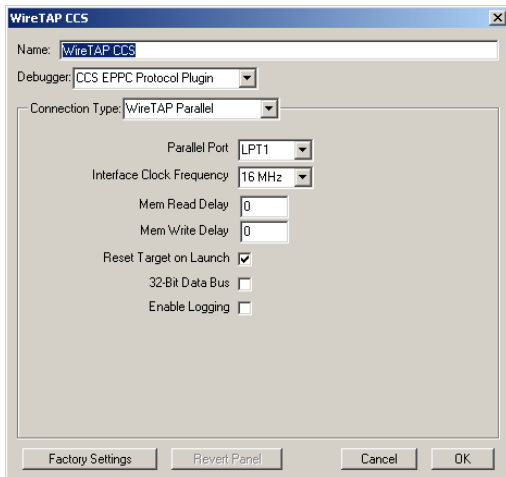 WireTAP CCS
Name: WireTAP CCS
Debugger: CCS EPPC Protocol Plugin
Connection Type: WireTAP Parallel
Parallel Port LPT1
Interface Clock Frequency 16 MHz
Mem Read Delay 0
Mem Write Delay 0
Reset Target on Launch
32-Bit Data Bus
Enable Logging
Factory Settings Revert Panel Cancel OK